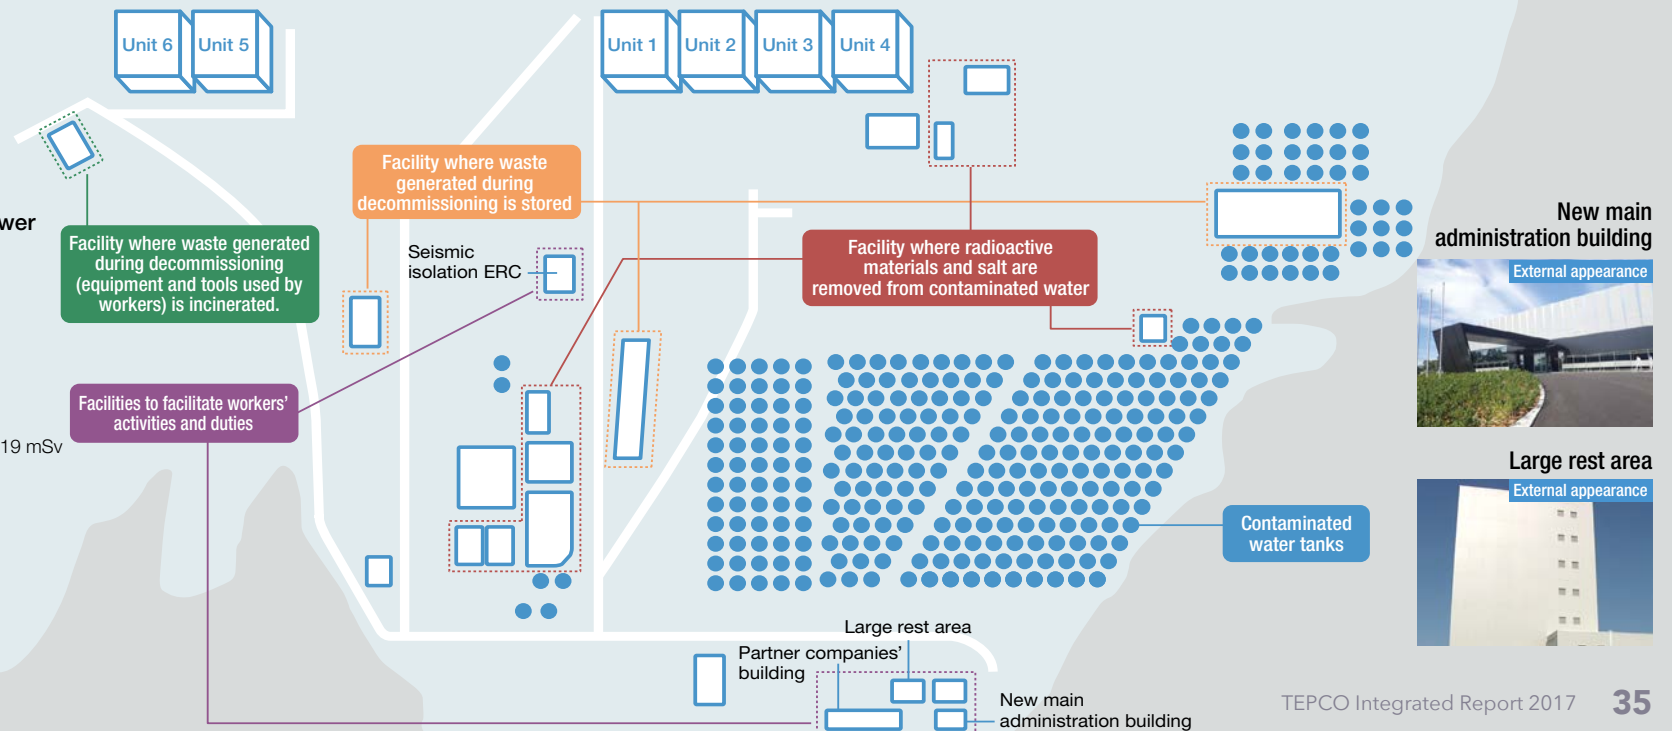 Unit 6
Unit 5
Unit 1
Unit 2
Unit 3
Unit 4
Facility where waste
generated during
decommissioning is stored
wer
Facility where waste generated
during decommissioning
(equipment and tools used by
workers) is incinerated.
Seismic
isolation ERC
Facility where radioactive
materials and salt are
removed from contaminated water
New main
administration building
External appearance
Facilities to facilitate workers'
activities and duties
19 mSv
Large rest area
External appearance
Contaminated
water tanks
Large rest area
Partner companies'
building
New main
administration building
TEPCO Integrated Report 2017 35